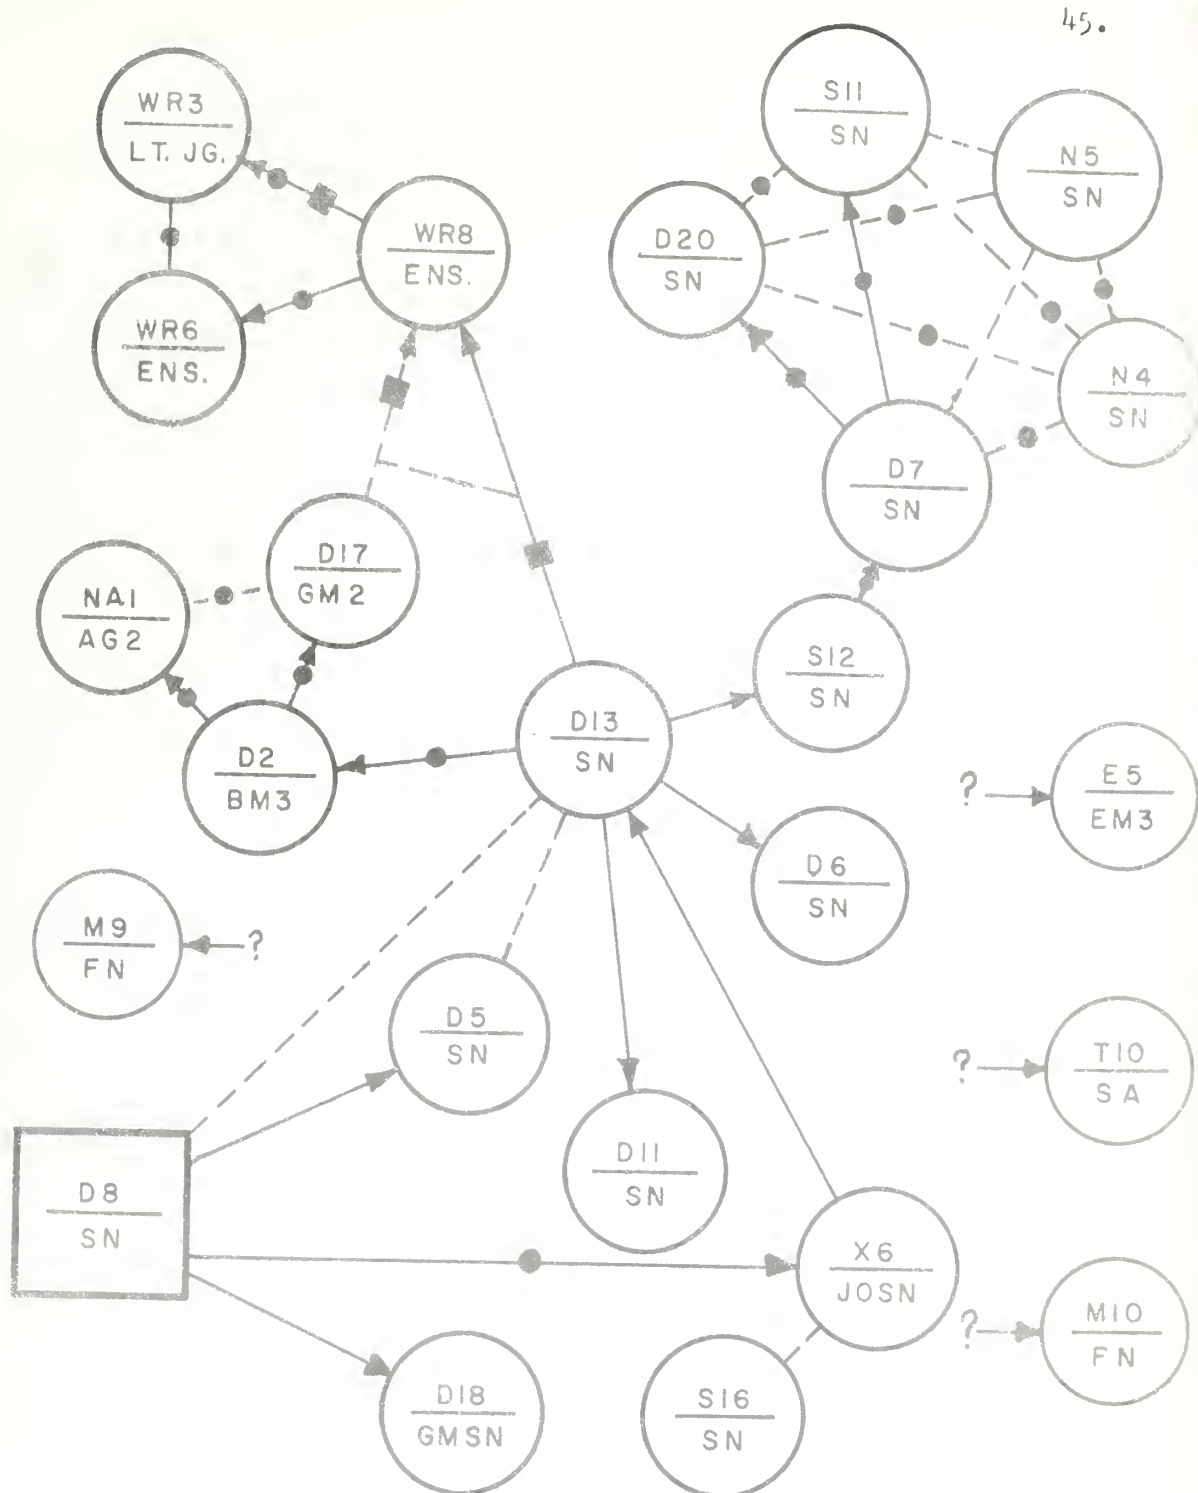 45.
WR3
LT. JG.
S11
SN
N5
SN
WR8
ENS.
D20
SN
WR6
ENS.
N4
SN
D7
SN
D17
GM2
NA1
AG2
S12
SN
D13
SN
D2
BM3
?
E5
EM3
D6
SN
M9
FN
?
D5
SN
?
T10
SA
D11
SN
D8
SN
X6
JOSN
?
M10
FN
D18
GMSN
S16
SN